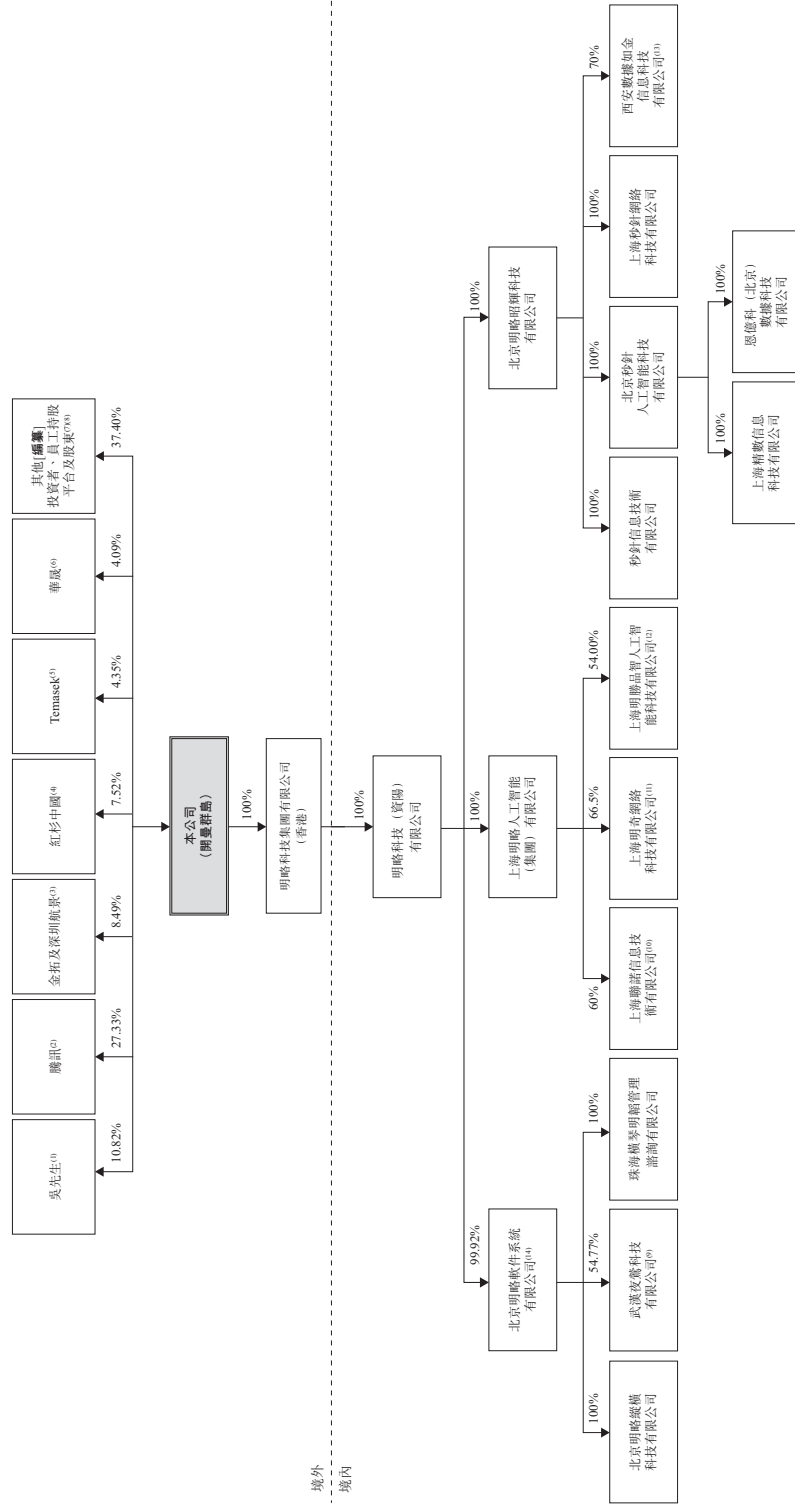 吳先生(1)
騰訊(2)
金拓及深圳航景(3)
紅杉中國(4)
Temasek(5)
華晟(6)
其他[編纂]
投資者、員工持股
平台及股東(7)(8)
10.82%
27.33%
8.49%
7.52%
4.35%
4.09%
37.40%
本公司
(開曼群島)
100%
明略科技集團有限公司
(香港)
境外
境內
100%
明略科技(資陽)
有限公司
99.92%
100%
100%
北京明略軟件系統
有限公司(14)
上海明略人工智能
(集團)有限公司
北京明略昭輝科技
有限公司
100%
54.77%
100%
60%
66.5%
54.00%
100%
100%
100%
70%
北京明略縱橫
科技有限公司
武漢夜鶯科技
有限公司(9)
珠海橫琴明韜管理
諮詢有限公司
上海聯諾信息技
術有限公司(10)
上海明奇網絡
科技有限公司(11)
上海明勝品智人工智
能科技有限公司(12)
秒針信息技術
有限公司
北京秒針
人工智能科技
有限公司
上海秒針網絡
科技有限公司
西安數據如金
信息科技
有限公司(13)
100%
100%
上海精數信息
科技有限公司
恩億科(北京)
數據科技
有限公司